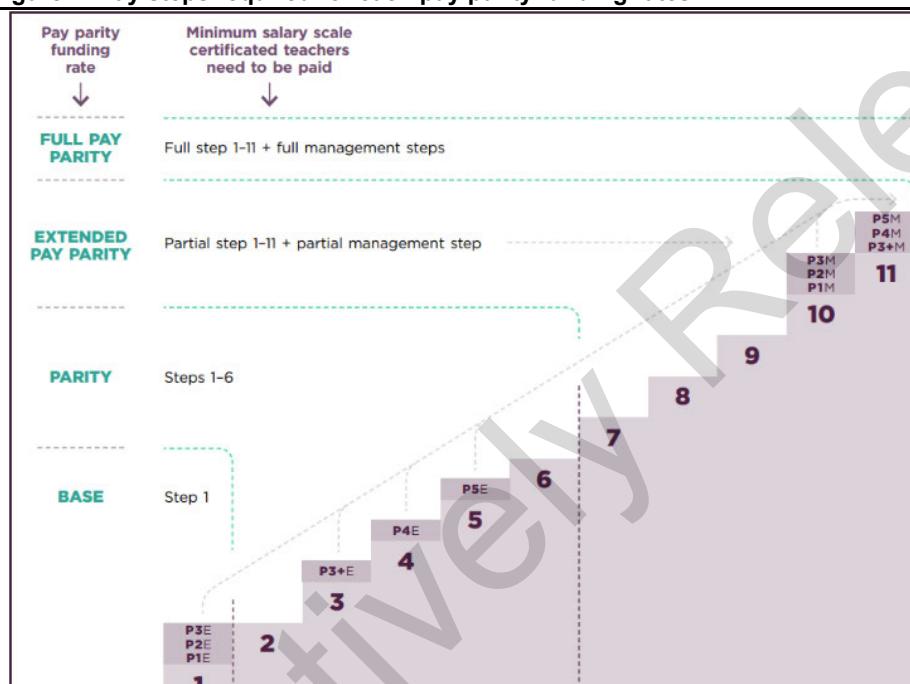 Pay parity
funding
rate
Minimum salary scale
certificated teachers
need to be paid
FULL PAY
PARITY
Full step 1-11 + full management steps
EXTENDED
PAY PARITY
Partial step 1-11 + partial management step
P5M
P4M
P3+M
11
P3M
P2M
P1M
10
9
PARITY
Steps 1-6
8
7
BASE
Step 1
6
P5E
5
P4E
4
P3+E
3
P3E
P2E
P1E
2
1